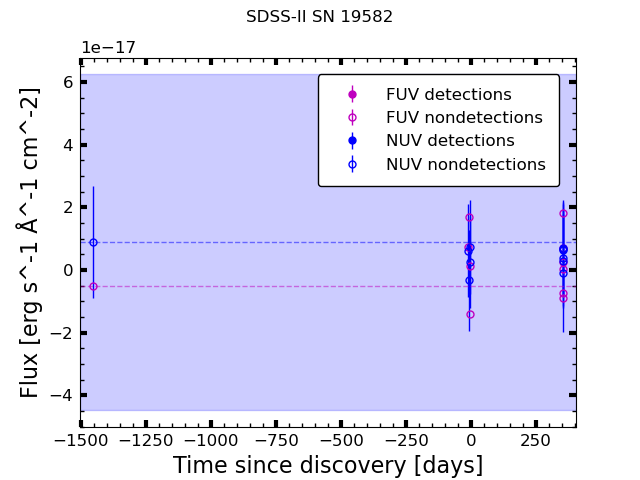 SDSS-II SN 19582
1e−17
6
4
2
0
−2
−4
Flux [erg s^-1 Å^-1 cm^-2]
FUV detections
FUV nondetections
NUV detections
NUV nondetections
−1500 −1250 −1000 −750 −500 −250 0 250
Time since discovery [days]